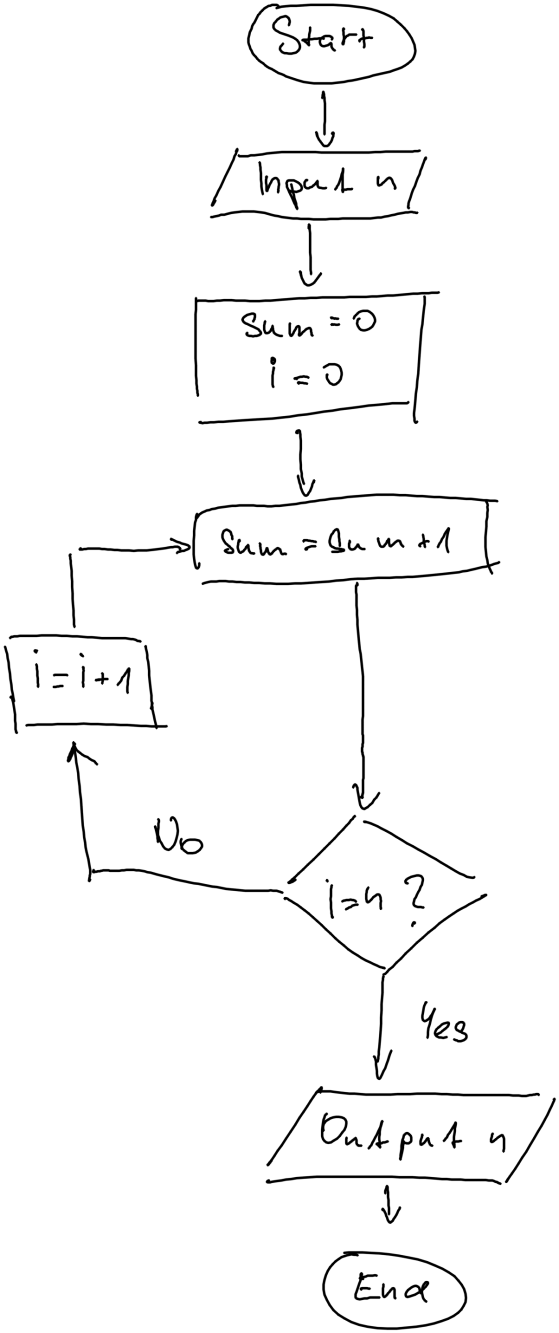 Start
Input n
Sum = 0
i = 0
Sum = Sum + 1
i = i + 1
No
i = n ?
Yes
Output n
End